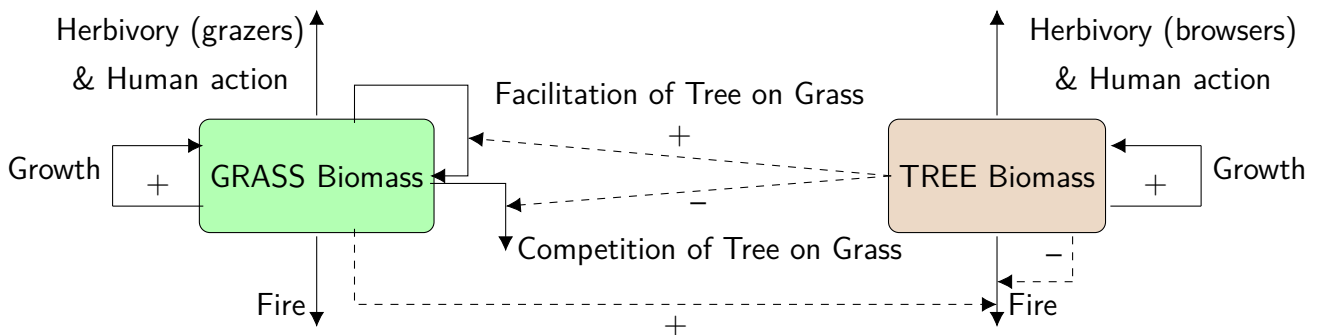 Herbivory (grazers)
& Human action
Herbivory (browsers)
& Human action
Facilitation of Tree on Grass
+
Growth
+
GRASS Biomass
TREE Biomass
+
Growth
–
Competition of Tree on Grass
–
Fire
Fire
+